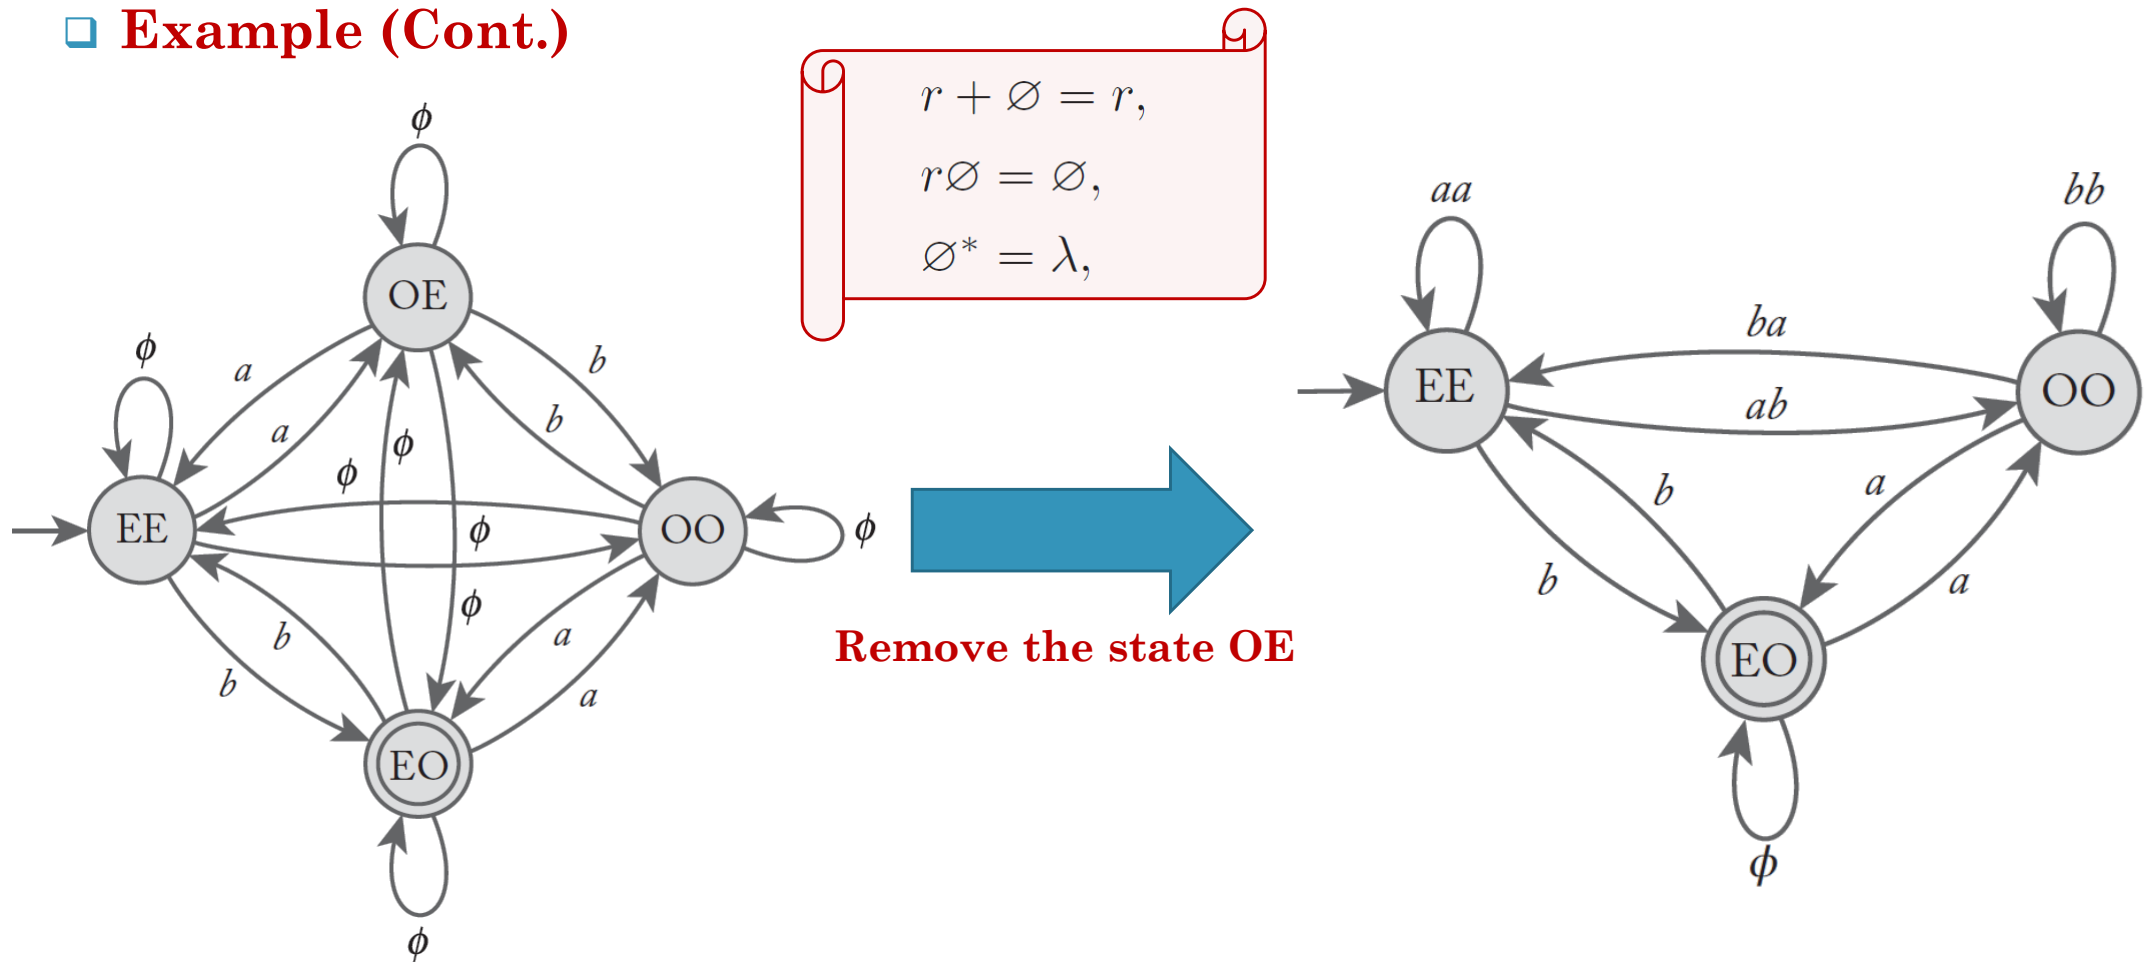 Example (Cont.)
r + ∅ = r,
r∅ = ∅,
∅* = λ,
ϕ
OE
ϕ
a
b
a
b
ϕ
ϕ
EE
ϕ
OO
ϕ
ϕ
b
a
b
a
EO
ϕ
Remove the state OE
aa
bb
ba
EE
ab
OO
b
a
b
a
EO
ϕ